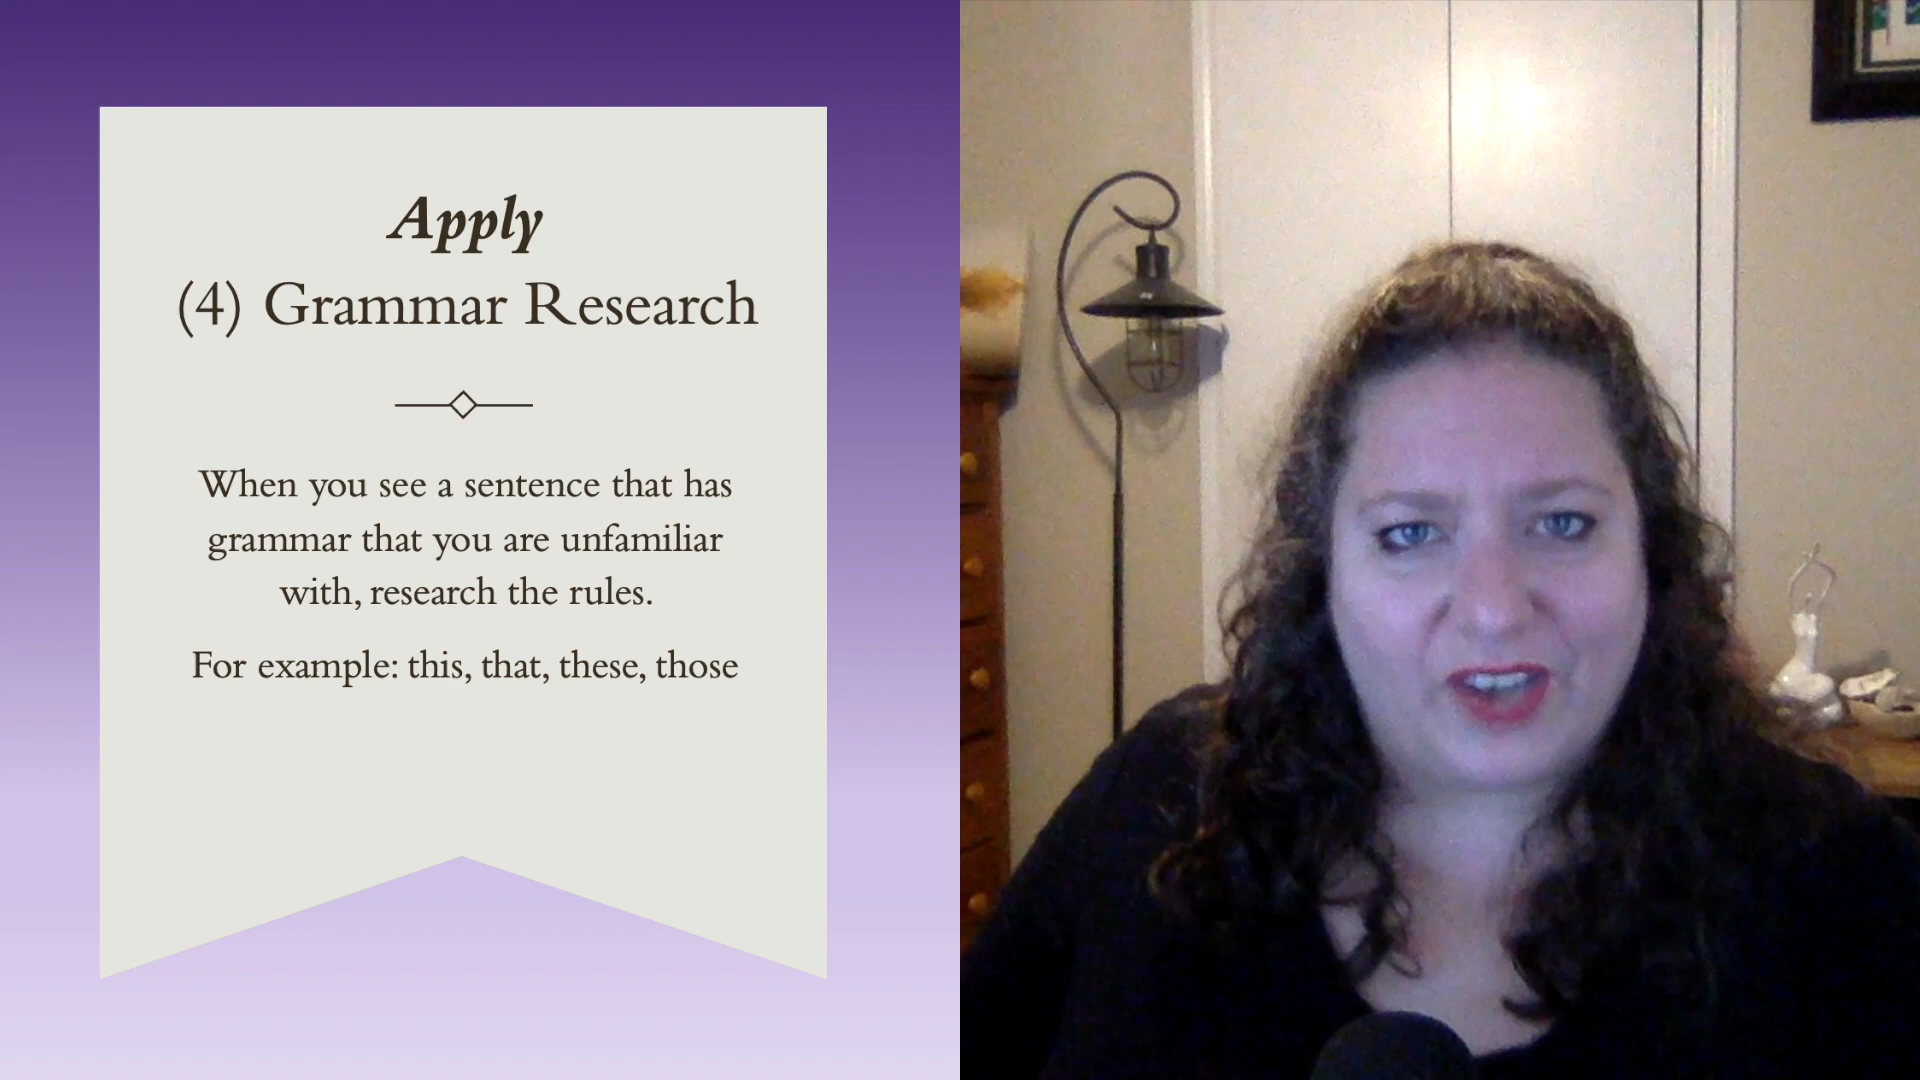 Apply
(4) Grammar Research
When you see a sentence that has
grammar that you are unfamiliar
with, research the rules.
For example: this, that, these, those